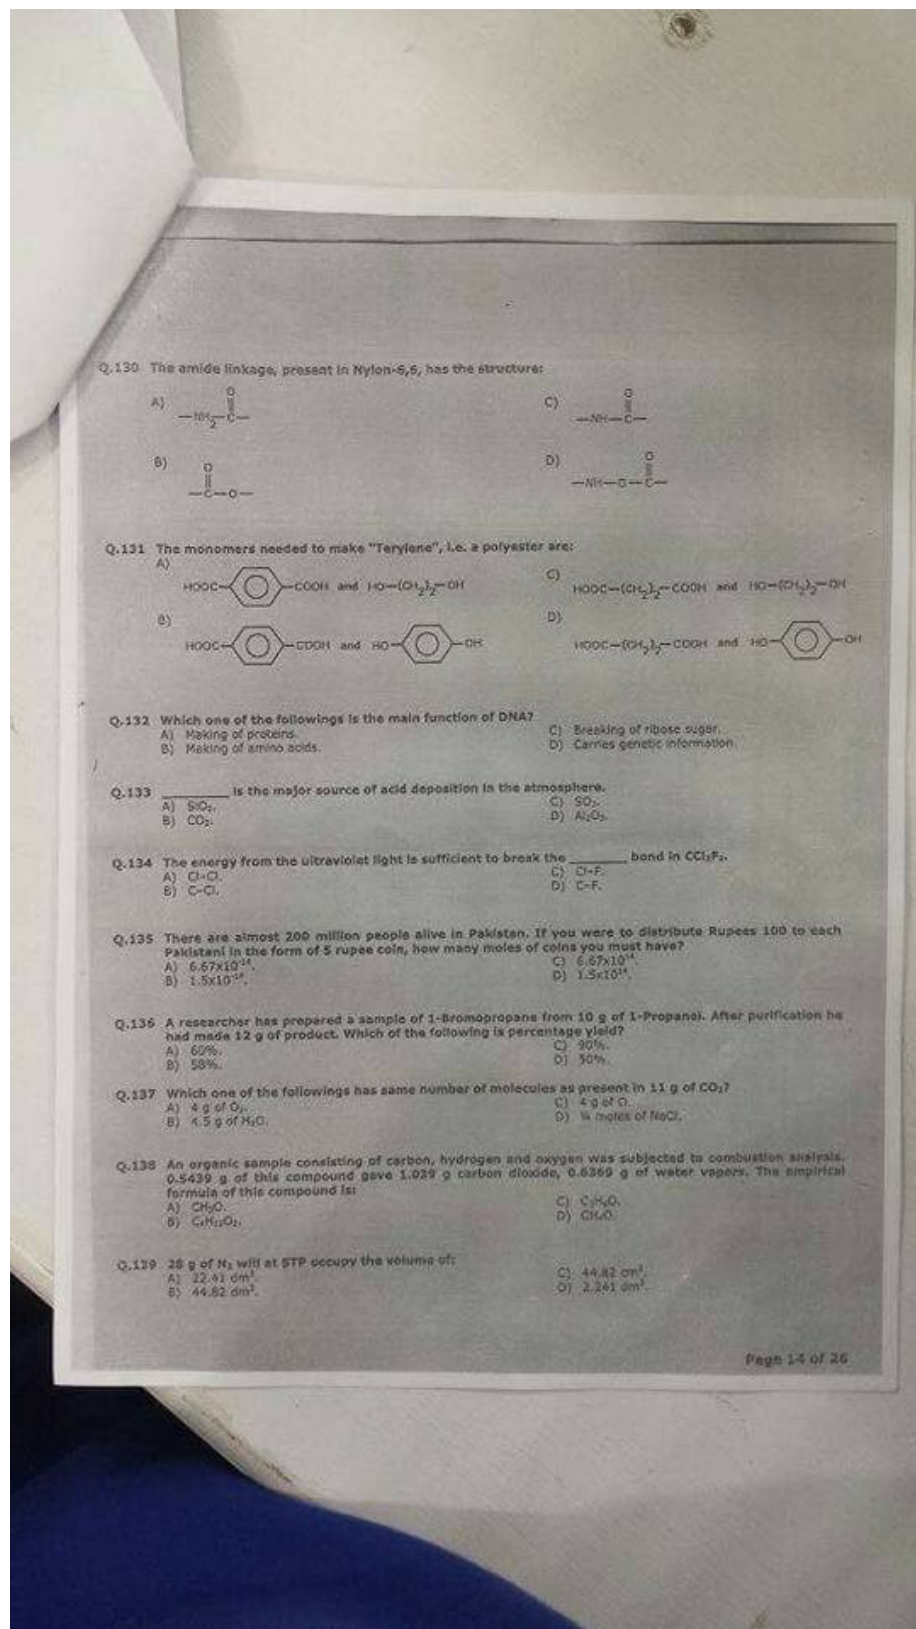 Q.130 The amide linkage, present in Nylon-6,6, has the structure:
A) —NH₂—C— O
C) —NH—C— O
B) —C—O— O
D) —NH—O—C— O
Q.131 The monomers needed to make "Terylene", i.e. a polyester are:
A) HOOC— —COOH and HO—(CH₂)₂—OH
C) HOOC—(CH₂)₂—COOH and HO—(CH₂)₂—OH
B) HOOC— —COOH and HO— —OH
D) HOOC—(CH₂)₂—COOH and HO— —OH
Q.132 Which one of the followings is the main function of DNA?
A) Making of proteins.
C) Breaking of ribose sugar.
B) Making of amino acids.
D) Carries genetic information.
Q.133 ________ is the major source of acid deposition in the atmosphere.
A) SiO₂.
C) SO₂.
B) CO₂.
D) Al₂O₃.
Q.134 The energy from the ultraviolet light is sufficient to break the _______ bond in CCl₂F₂.
A) Cl–Cl.
C) Cl–F.
B) C–Cl.
D) C–F.
Q.135 There are almost 200 million people alive in Pakistan. If you were to distribute Rupees 100 to each
Pakistani in the form of 5 rupee coin, how many moles of coins you must have?
A) 6.67x10⁻¹⁴.
C) 6.67x10¹⁴.
B) 1.5x10⁻¹⁴.
D) 1.5x10¹⁴.
Q.136 A researcher has prepared a sample of 1-Bromopropane from 10 g of 1-Propanol. After purification he
had made 12 g of product. Which of the following is percentage yield?
A) 60%.
C) 90%.
B) 58%.
D) 50%.
Q.137 Which one of the followings has same number of molecules as present in 11 g of CO₂?
A) 4 g of O₂.
C) 4 g of O.
B) 4.5 g of H₂O.
D) ¼ moles of NaCl.
Q.138 An organic sample consisting of carbon, hydrogen and oxygen was subjected to combustion analysis.
0.5439 g of this compound gave 1.039 g carbon dioxide, 0.6369 g of water vapors. The empirical
formula of this compound is:
A)
C)
B)
D)
Q.139 28 g of N₂ will at STP occupy the volume of:
A) 22.41 dm³.
C) 44.82 cm³.
B) 44.82 dm³.
D) 2.241 dm³.
Page 14 of 26